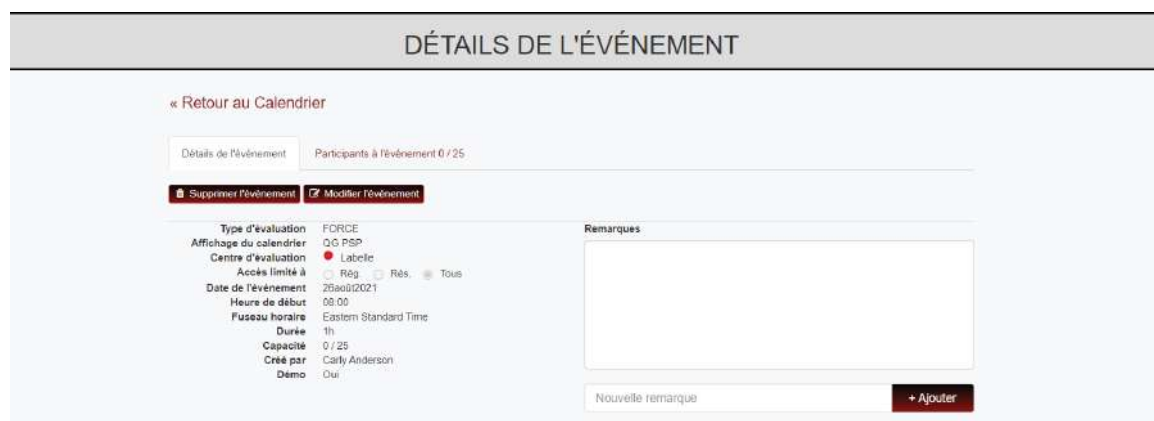 DÉTAILS DE L'ÉVÉNEMENT
« Retour au Calendrier
Détails de l'événement Participants à l'événement 0 / 25
Supprimer l'événement Modifier l'événement
Type d'évaluation FORCE
Affichage du calendrier QG PSP
Centre d'évaluation Labelle
Accès limité à Rég. Rés. Tous
Date de l'événement 26août2021
Heure de début 08:00
Fuseau horaire Eastern Standard Time
Durée 1h
Capacité 0 / 25
Créé par Carly Anderson
Démo Oui
Remarques
Nouvelle remarque + Ajouter